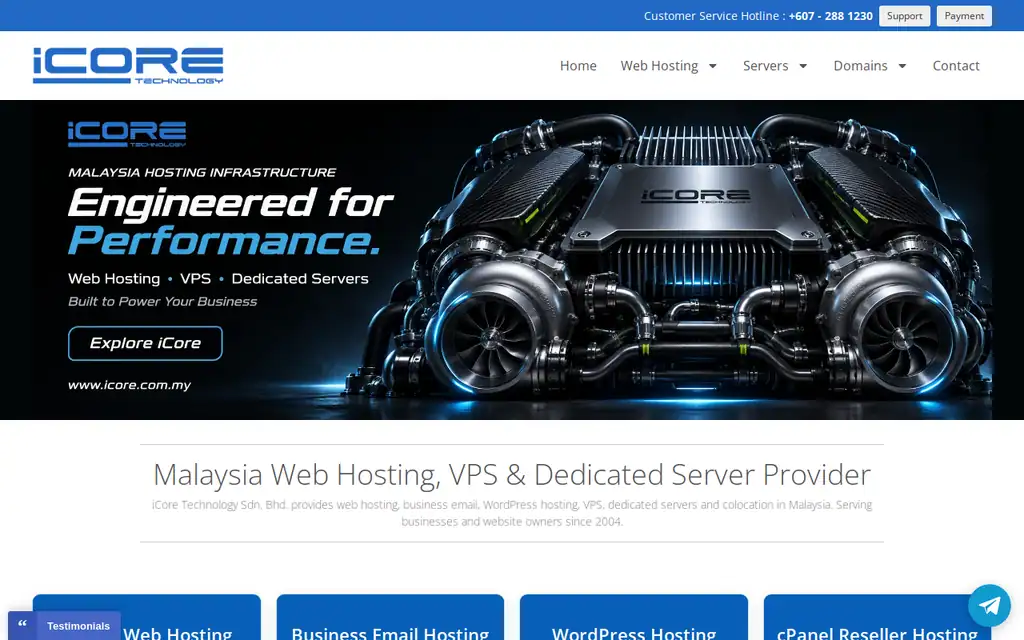 Customer Service Hotline : +607 - 288 1230 Support Payment
iCORE
TECHNOLOGY
Home Web Hosting Servers Domains Contact
iCORE
TECHNOLOGY
MALAYSIA HOSTING INFRASTRUCTURE
Engineered for
Performance.
Web Hosting • VPS • Dedicated Servers
Built to Power Your Business
Explore iCore
www.icore.com.my
iCORE
TECHNOLOGY
Malaysia Web Hosting, VPS & Dedicated Server Provider
iCore Technology Sdn. Bhd. provides web hosting, business email, WordPress hosting, VPS, dedicated servers and colocation in Malaysia. Serving
businesses and website owners since 2004.
“ Testimonials
Web Hosting
Business Email Hosting
WordPress Hosting
cPanel Reseller Hosting